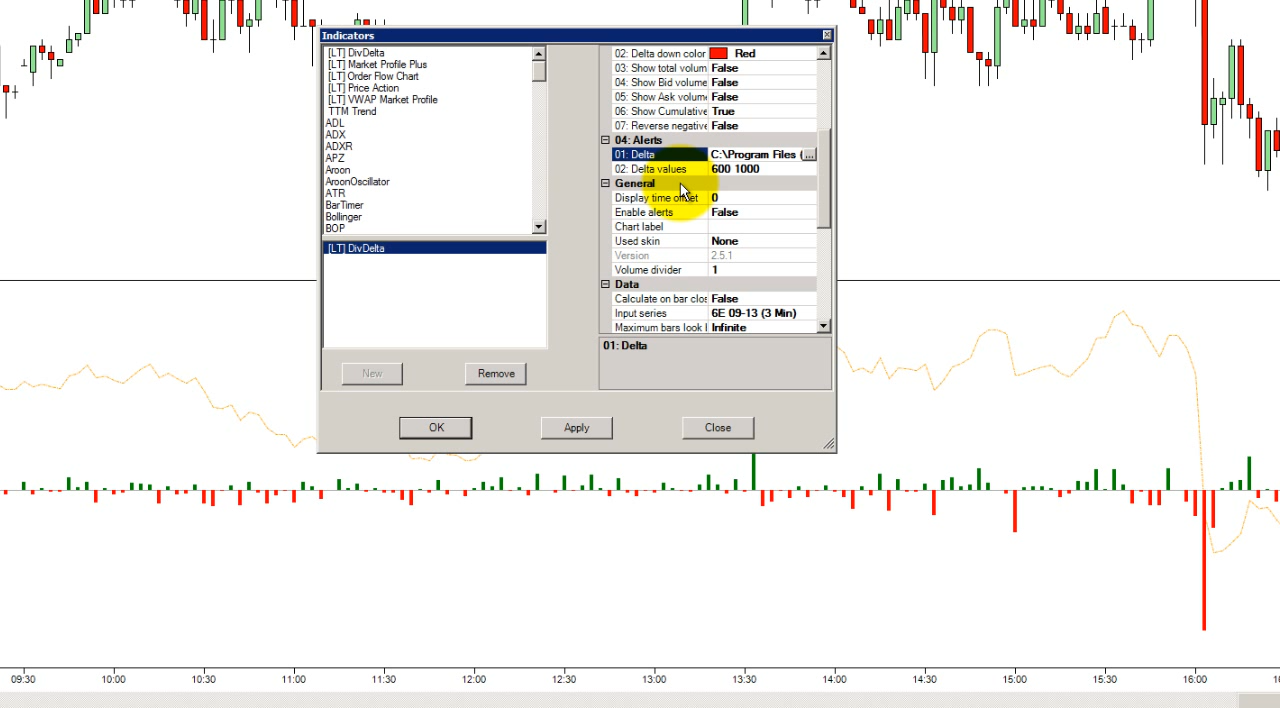 Indicators
[LT] DivDelta
[LT] Market Profile Plus
[LT] Order Flow Chart
[LT] Price Action
[LT] VWAP Market Profile
TTM Trend
ADL
ADX
ADXR
APZ
Aroon
AroonOscillator
ATR
BarTimer
Bollinger
BOP
[LT] DivDelta
New
Remove
02: Delta down color Red
03: Show total volum False
04: Show Bid volume False
05: Show Ask volum False
06: Show Cumulative True
07: Reverse negative False
04: Alerts
01: Delta C:\Program Files ( ...
02: Delta values 600 1000
General
Display time offset 0
Enable alerts False
Chart label
Used skin None
Version 2.5.1
Volume divider 1
Data
Calculate on bar clos False
Input series 6E 09-13 (3 Min)
Maximum bars look l Infinite
01: Delta
OK
Apply
Close
09:30 10:00 10:30 11:00 11:30 12:00 12:30 13:00 13:30 14:00 14:30 15:00 15:30 16:00